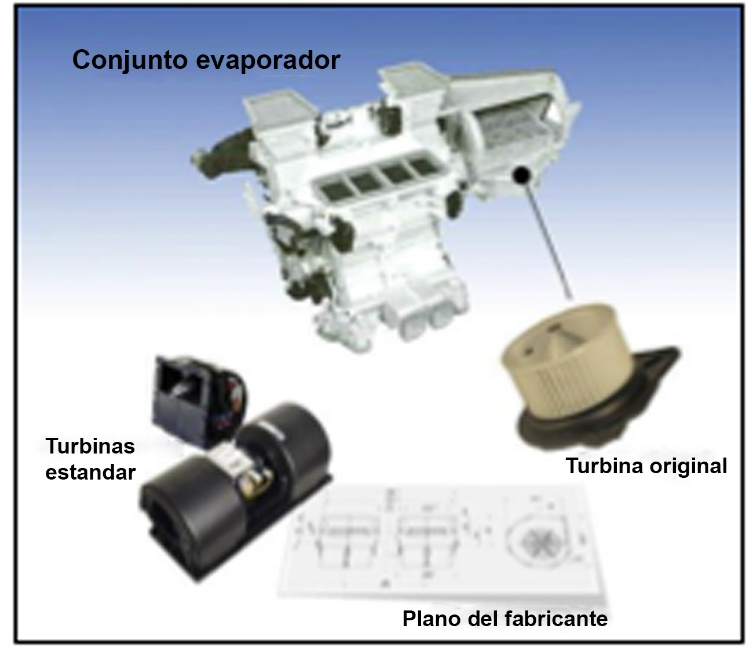 Conjunto evaporador
Turbinas
estandar
Turbina original
Plano del fabricante